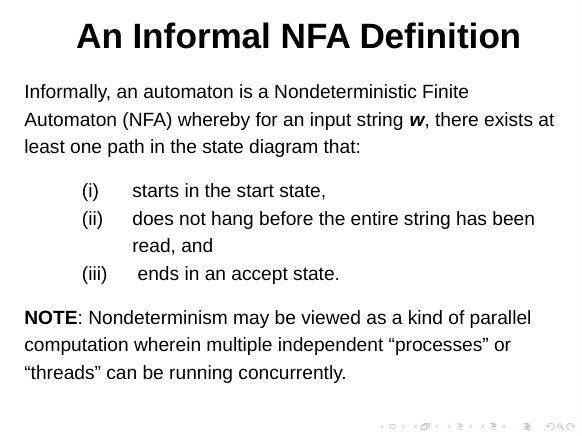 An Informal NFA Definition
Informally, an automaton is a Nondeterministic Finite
Automaton (NFA) whereby for an input string w, there exists at
least one path in the state diagram that:
(i) starts in the start state,
(ii) does not hang before the entire string has been
read, and
(iii) ends in an accept state.
NOTE: Nondeterminism may be viewed as a kind of parallel
computation wherein multiple independent “processes” or
“threads” can be running concurrently.